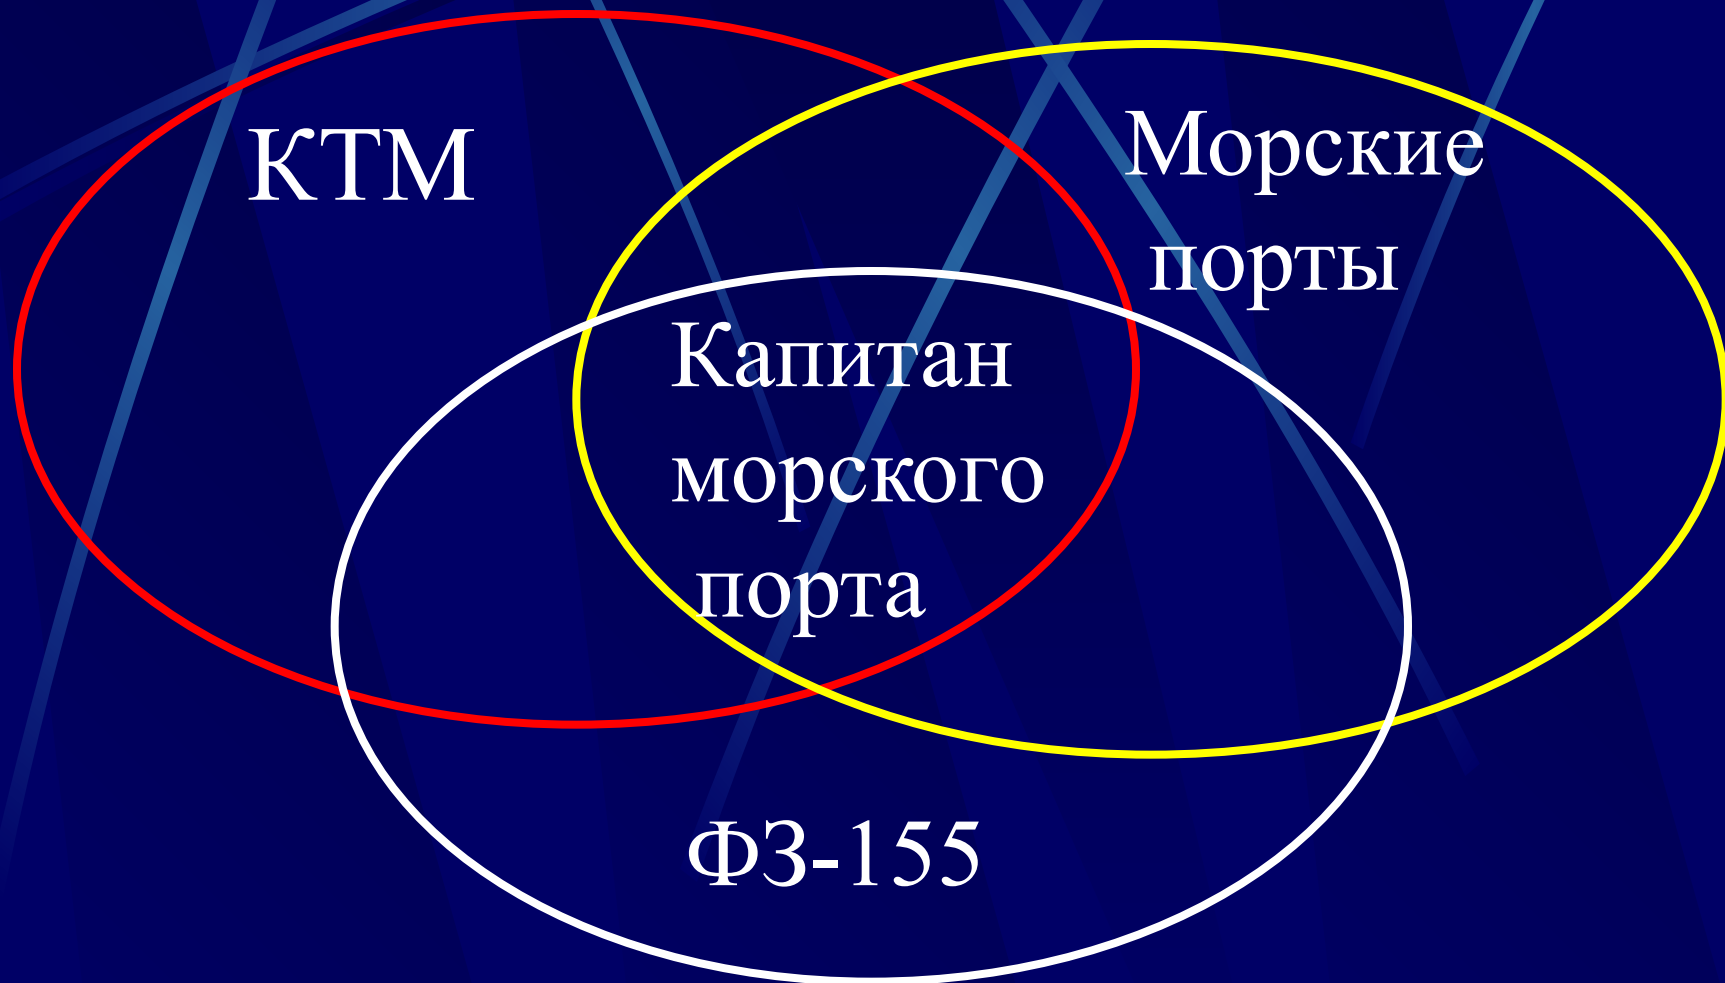 КТМ
Морские
порты
Капитан
морского
порта
ФЗ-155